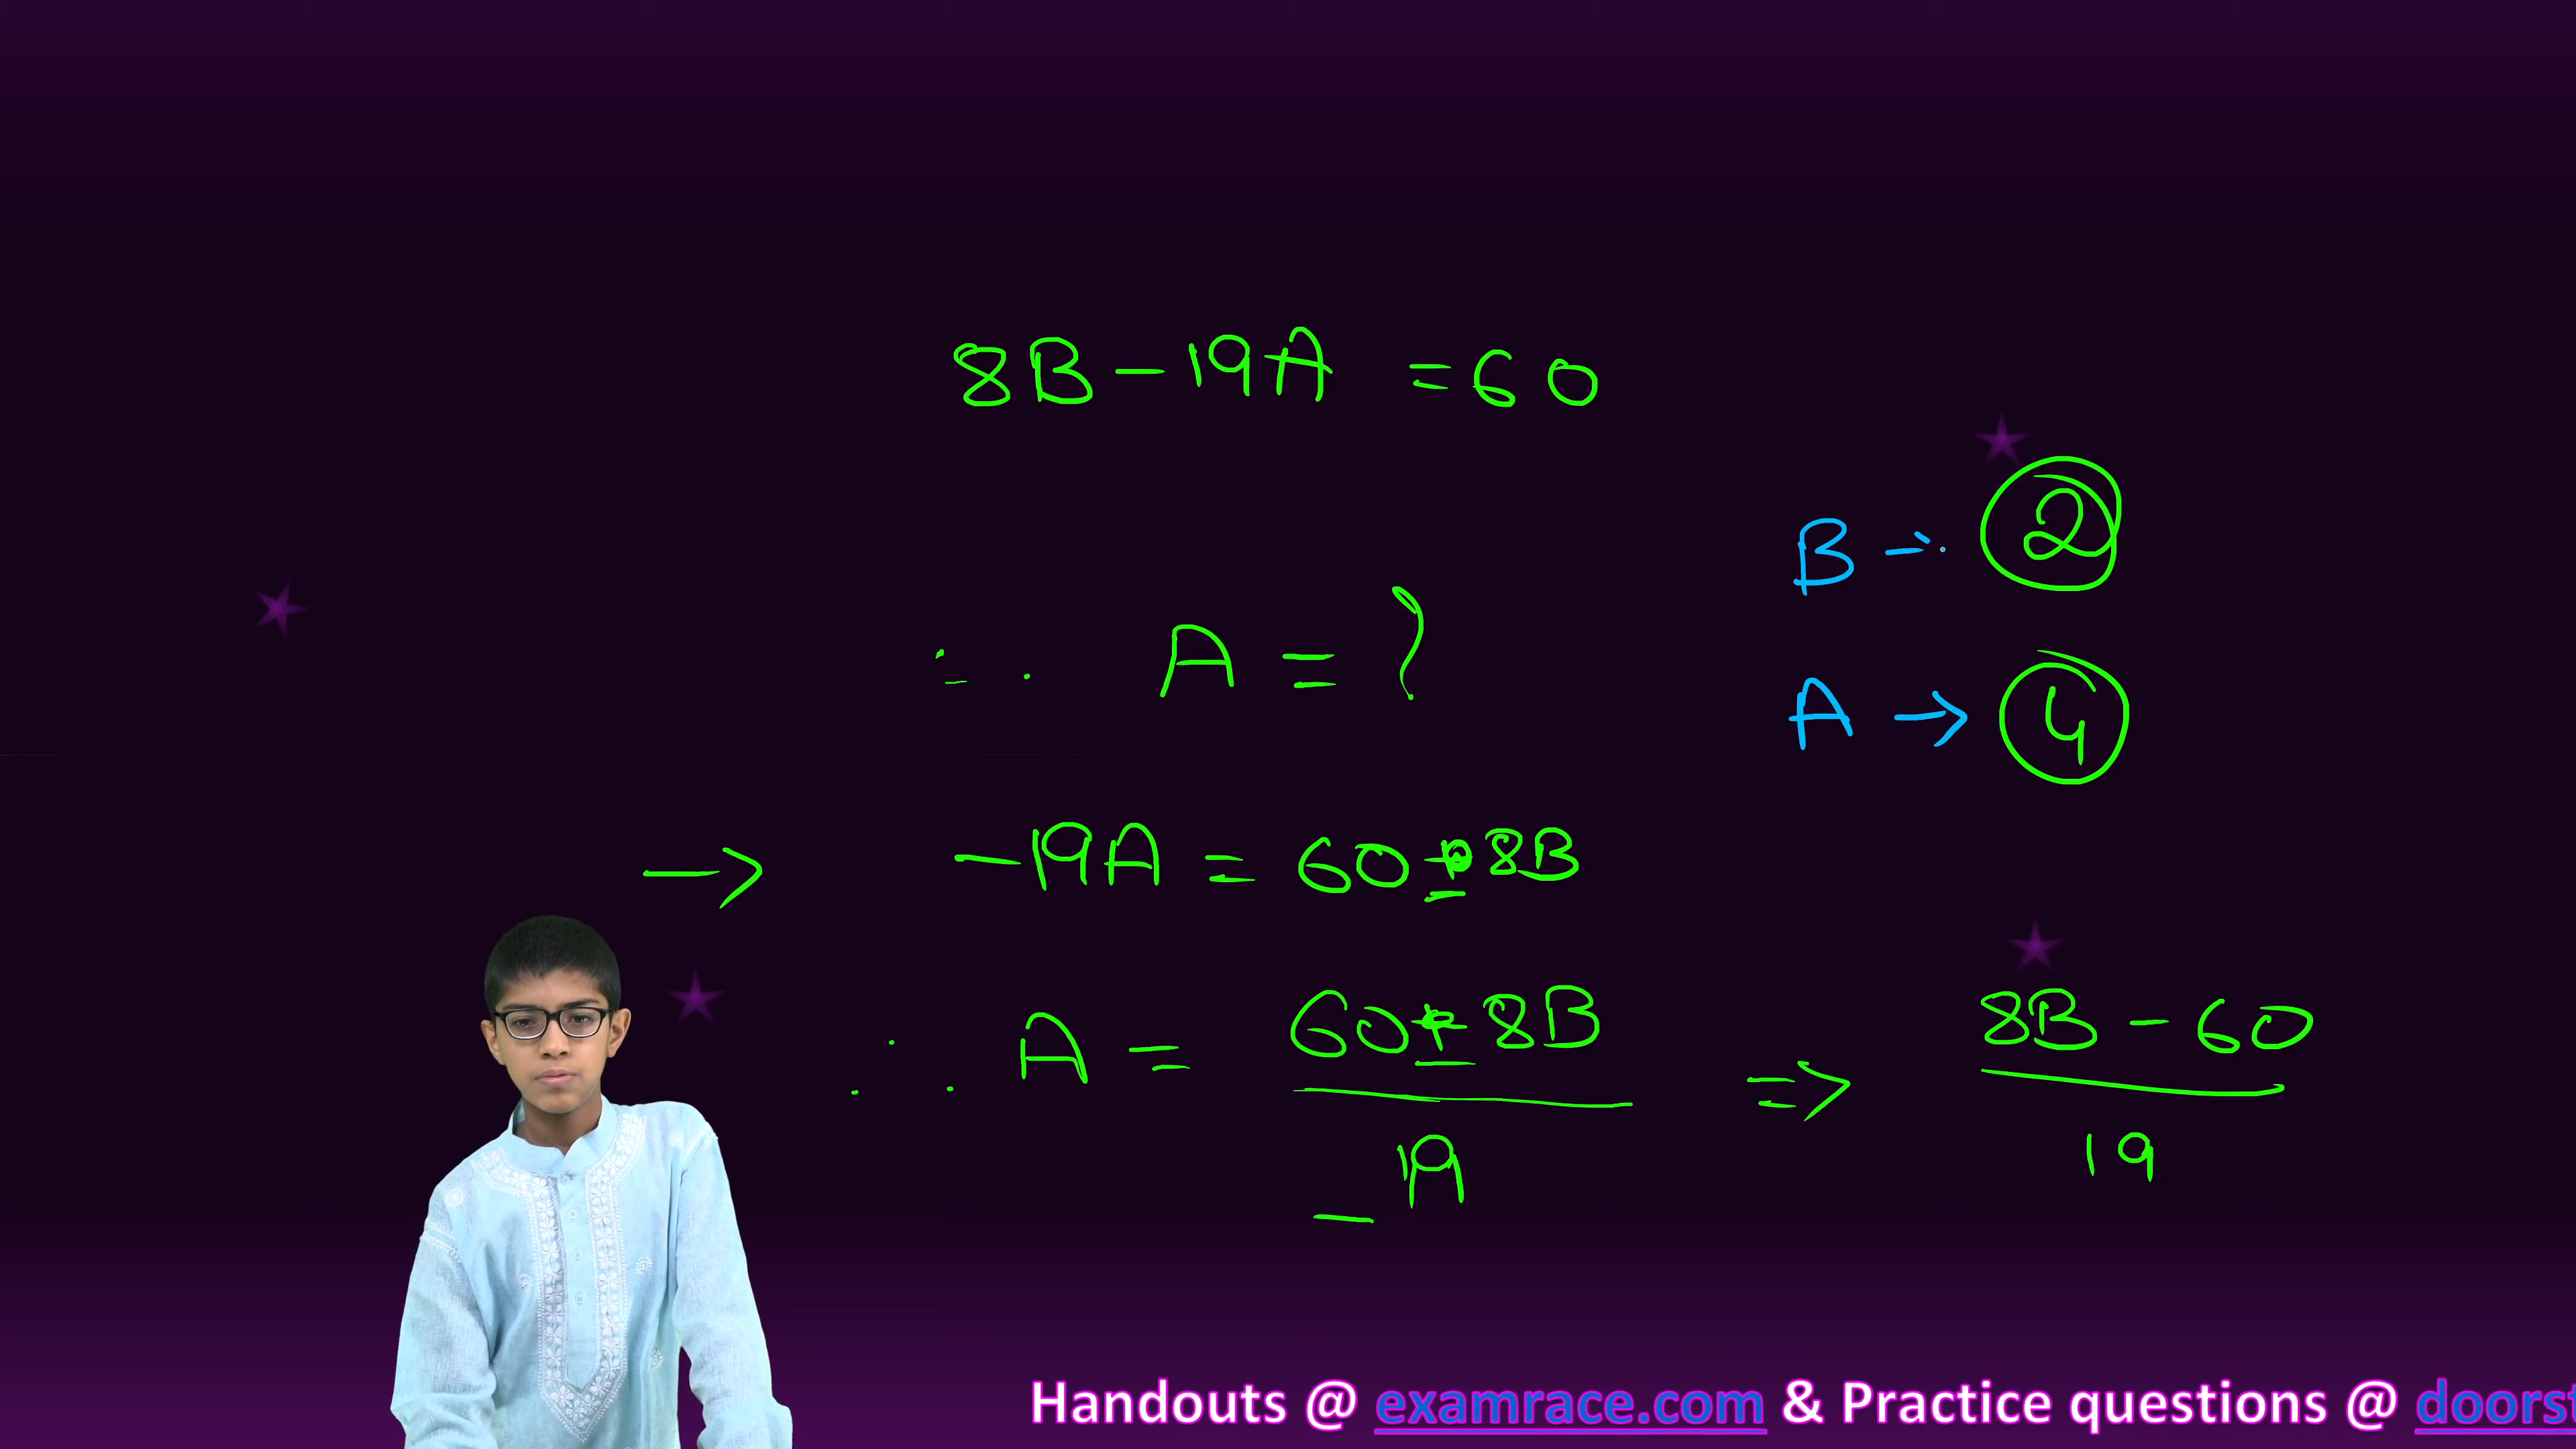 8B - 19A = 60
B → 2
∴ A = ?
A → 4
→ -19A = 60 - 8B
∴ A = 60 - 8B / -19 => 8B - 60 / 19
Handouts @ examrace.com & Practice questions @ doorst